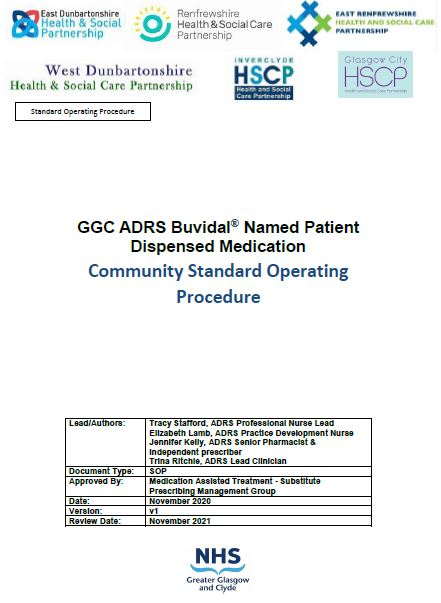 East Dunbartonshire
Health & Social
Partnership
Renfrewshire
Health & Social Care
Partnership
EAST RENFREWSHIRE
HEALTH AND SOCIAL CARE
PARTNERSHIP
West Dunbartonshire
Health & Social Care Partnership
INVERCLYDE
HSCP
Health and Social
Care Partnership
Glasgow City
HSCP
Health and Social Care Partnership
Standard Operating Procedure
GGC ADRS Buvidal® Named Patient
Dispensed Medication
Community Standard Operating
Procedure
Lead/Authors: Tracy Stafford, ADRS Professional Nurse Lead
Elizabeth Lamb, ADRS Practice Development Nurse
Jennifer Kelly, ADRS Senior Pharmacist &
Independent prescriber
Trina Ritchie, ADRS Lead Clinician
Document Type: SOP
Approved By: Medication Assisted Treatment - Substitute
Prescribing Management Group
Date: November 2020
Version: v1
Review Date: November 2021
NHS
Greater Glasgow
and Clyde